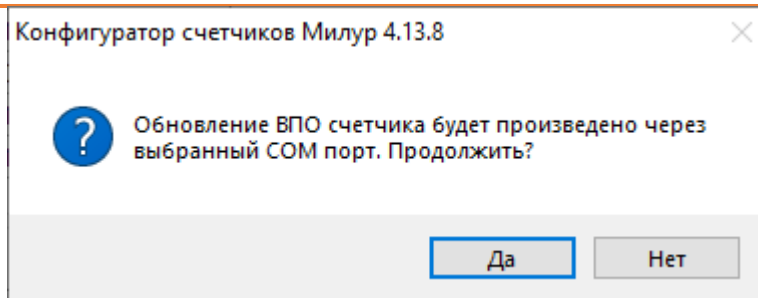 Конфигуратор счетчиков Милур 4.13.8
Обновление ВПО счетчика будет произведено через
выбранный COM порт. Продолжить?
Да
Нет